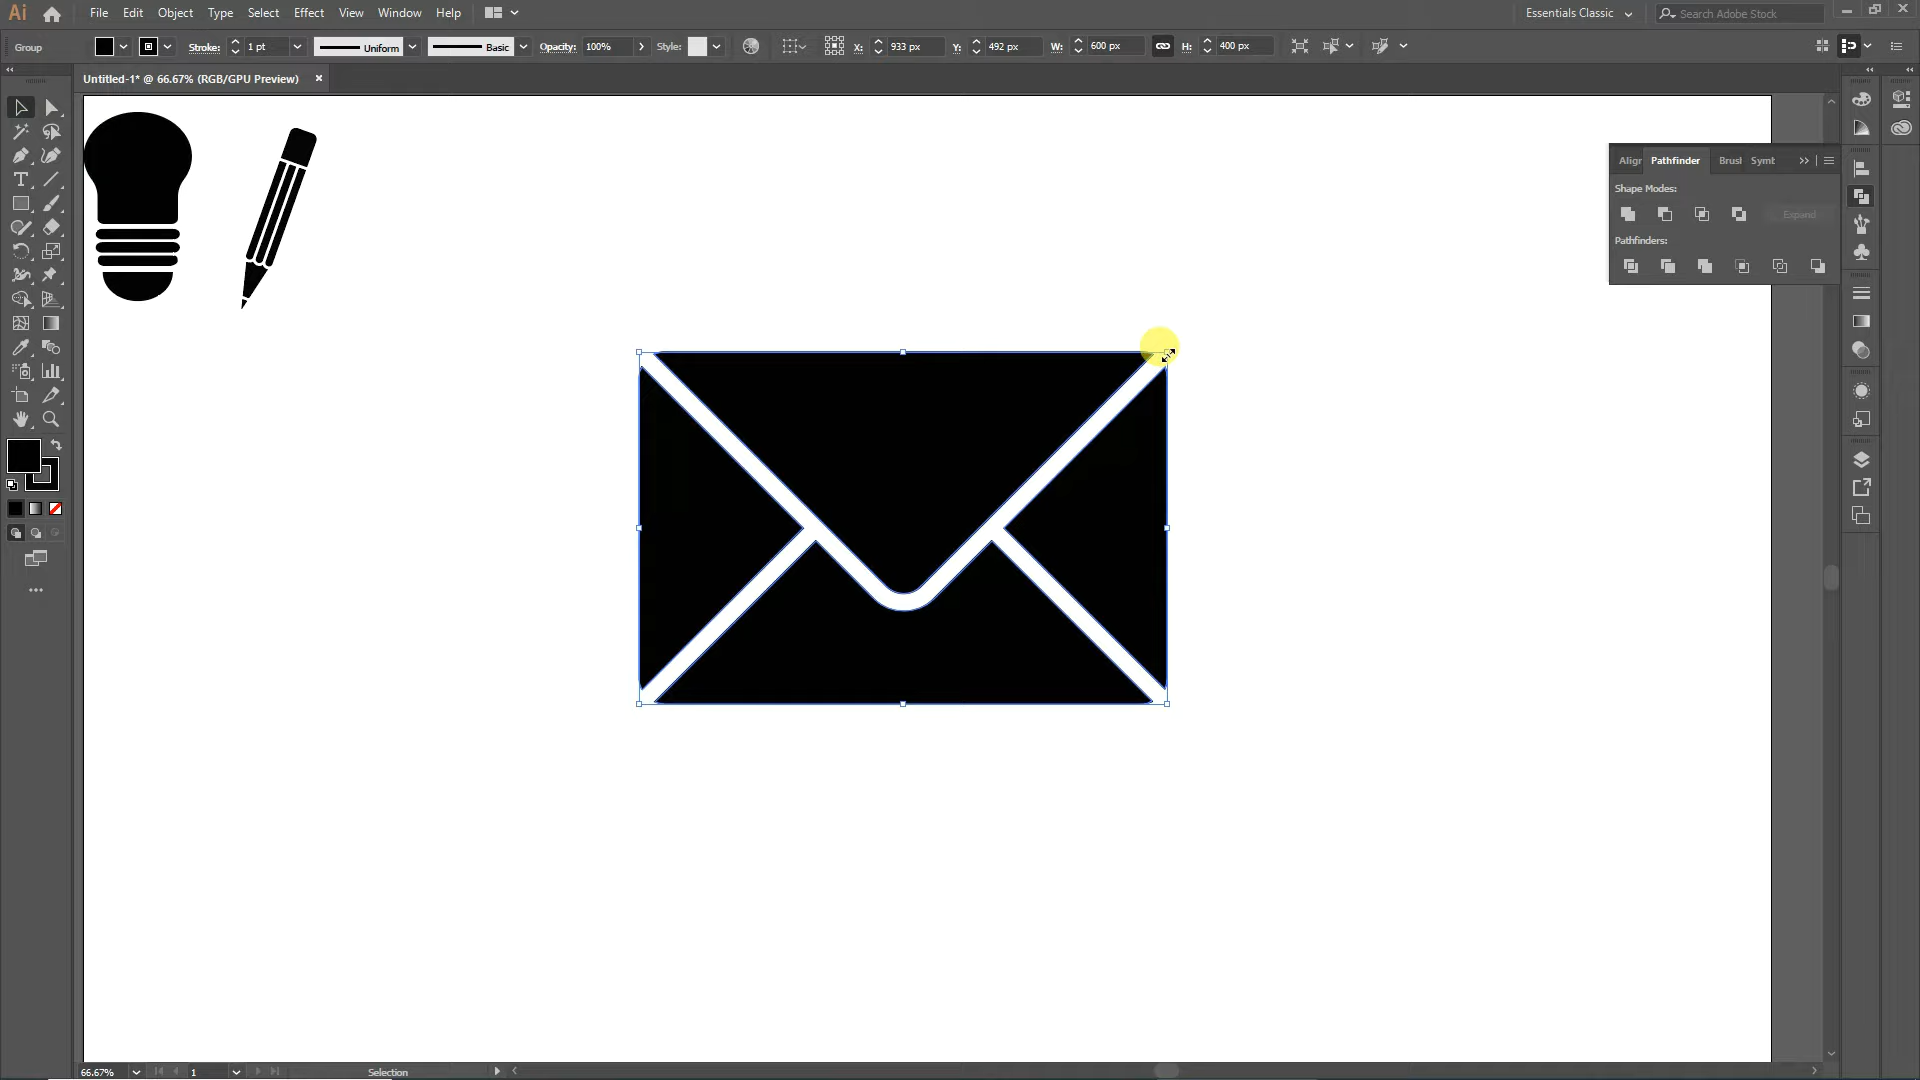 Ai File Edit Object Type Select Effect View Window Help Essentials Classic Search Adobe Stock
Group Stroke: 1 pt Uniform Basic Opacity: 100% Style: X: 933 px Y: 492 px W: 600 px H: 400 px
Untitled-1* @ 66.67% (RGB/GPU Preview) ×
Aligr Pathfinder Brusl Symt
Shape Modes:
Expand
Pathfinders:
66.67% 1 Selection